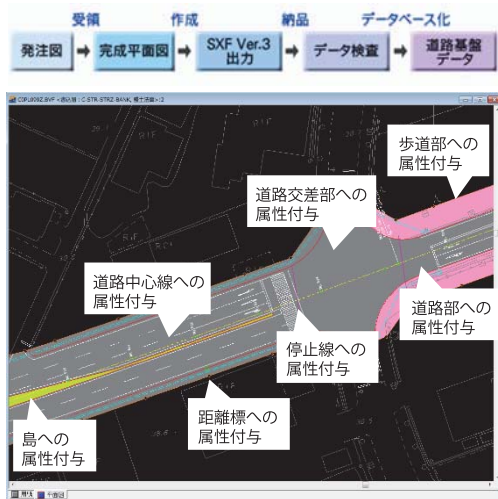 受領 作成 納品 データベース化
発注図 完成平面図 SXF Ver.3 データ検査 道路基盤
出力 データ
歩道部への
属性付与
道路交差部への
属性付与
道路中心線への
属性付与
道路部への
属性付与
停止線への
属性付与
距離標への
属性付与
島への
属性付与
平面図